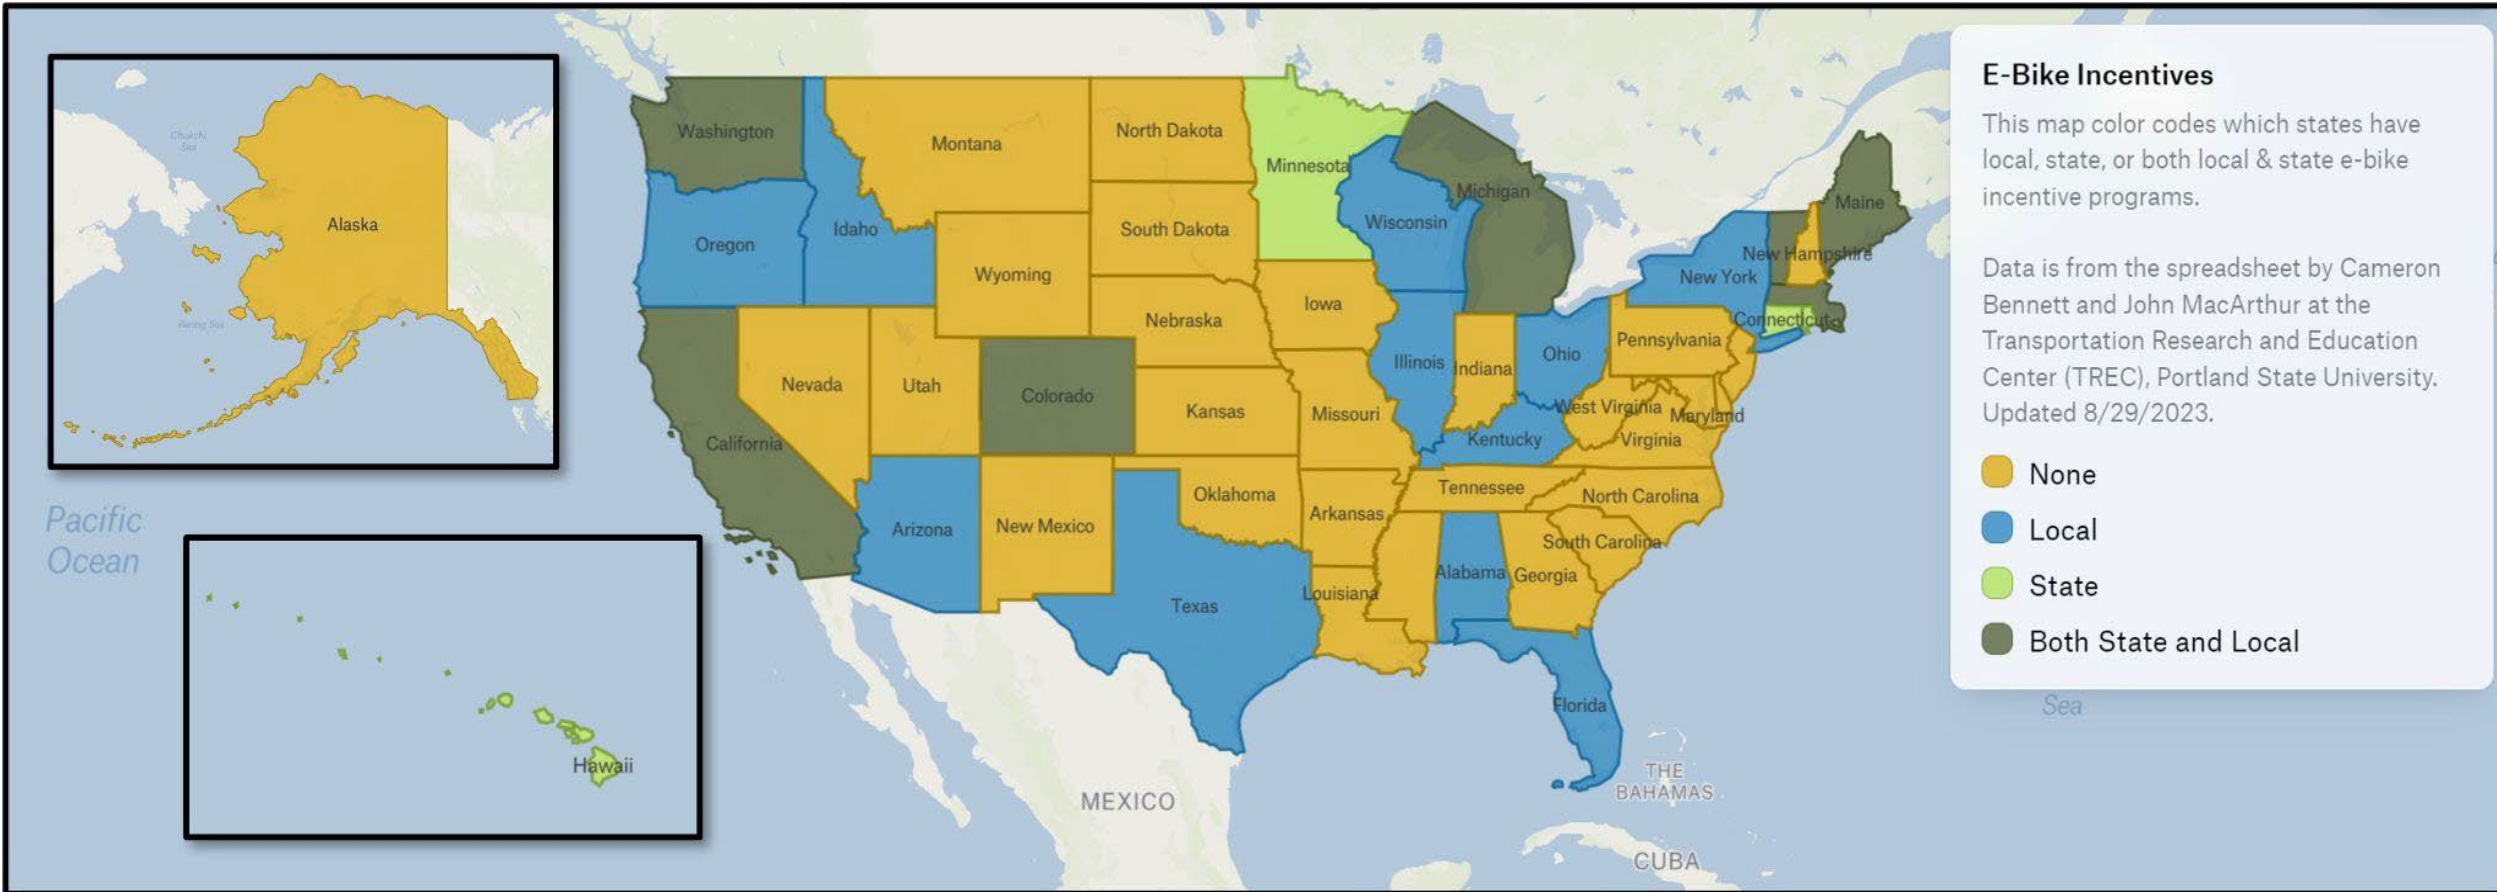 E-Bike Incentives
This map color codes which states have
local, state, or both local & state e-bike
incentive programs.
Data is from the spreadsheet by Cameron
Bennett and John MacArthur at the
Transportation Research and Education
Center (TREC), Portland State University.
Updated 8/29/2023.
None
Local
State
Both State and Local
Chukchi
Sea
Alaska
Bering Sea
Pacific
Ocean
Hawaii
Washington
Montana
North Dakota
Minnesota
Michigan
Maine
Oregon
Idaho
Wyoming
South Dakota
Wisconsin
New York
New Hampshire
Nebraska
Iowa
Connecticut
Nevada
Utah
Colorado
Kansas
Missouri
Illinois
Indiana
Ohio
Pennsylvania
California
Kentucky
West Virginia
Maryland
Virginia
Arizona
New Mexico
Oklahoma
Arkansas
Tennessee
North Carolina
South Carolina
Texas
Louisiana
Alabama
Georgia
Florida
MEXICO
THE
BAHAMAS
CUBA
Sea